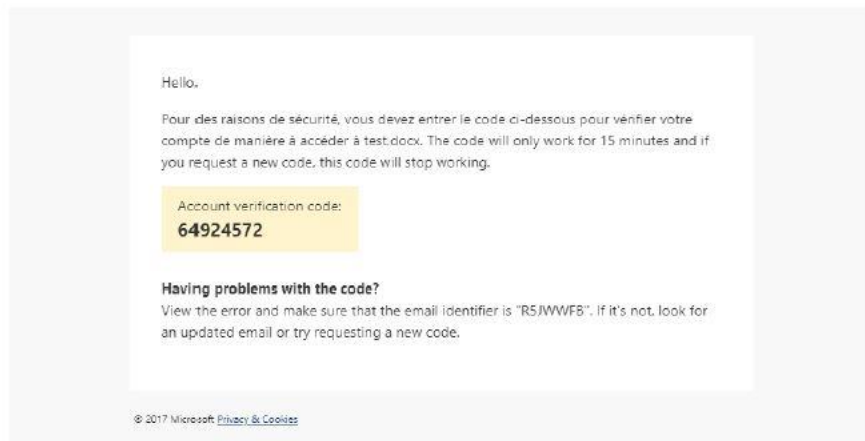 Hello,
Pour des raisons de sécurité, vous devez entrer le code ci-dessous pour vérifier votre
compte de manière à accéder à test.docx. The code will only work for 15 minutes and if
you request a new code, this code will stop working.
Account verification code:
64924572
Having problems with the code?
View the error and make sure that the email identifier is "R5JWWFB". If it's not, look for
an updated email or try requesting a new code.
© 2017 Microsoft Privacy & Cookies